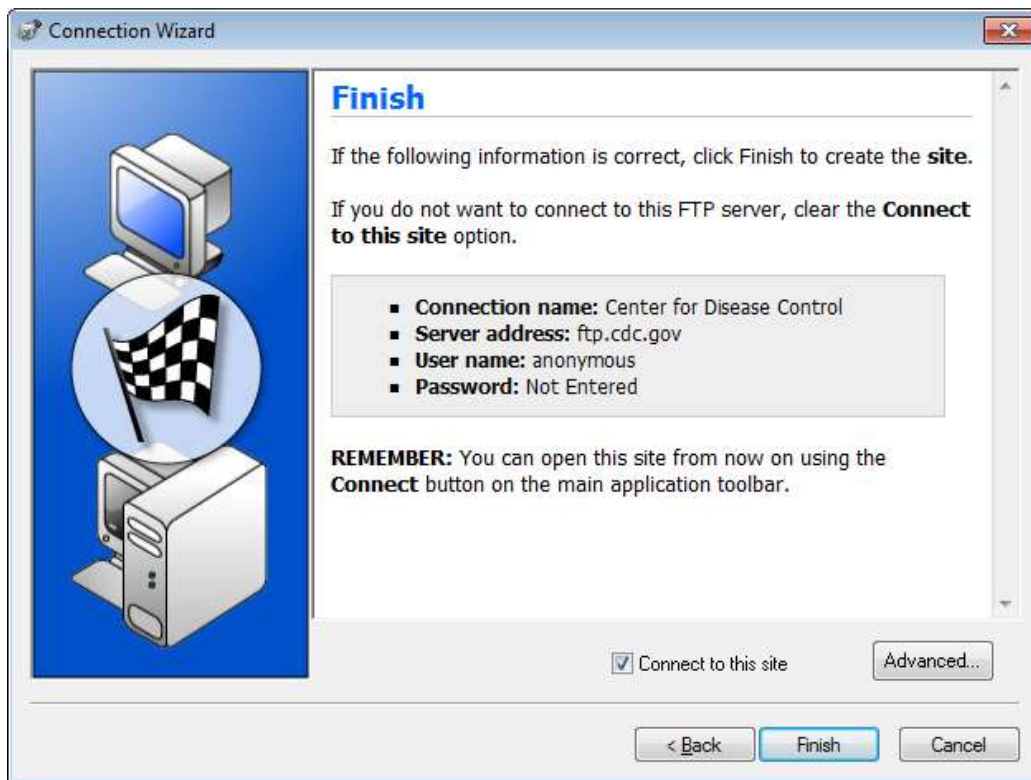 Connection Wizard
Finish
If the following information is correct, click Finish to create the site.
If you do not want to connect to this FTP server, clear the Connect
to this site option.
▪ Connection name: Center for Disease Control
▪ Server address: ftp.cdc.gov
▪ User name: anonymous
▪ Password: Not Entered
REMEMBER: You can open this site from now on using the
Connect button on the main application toolbar.
Connect to this site
Advanced...
< Back
Finish
Cancel